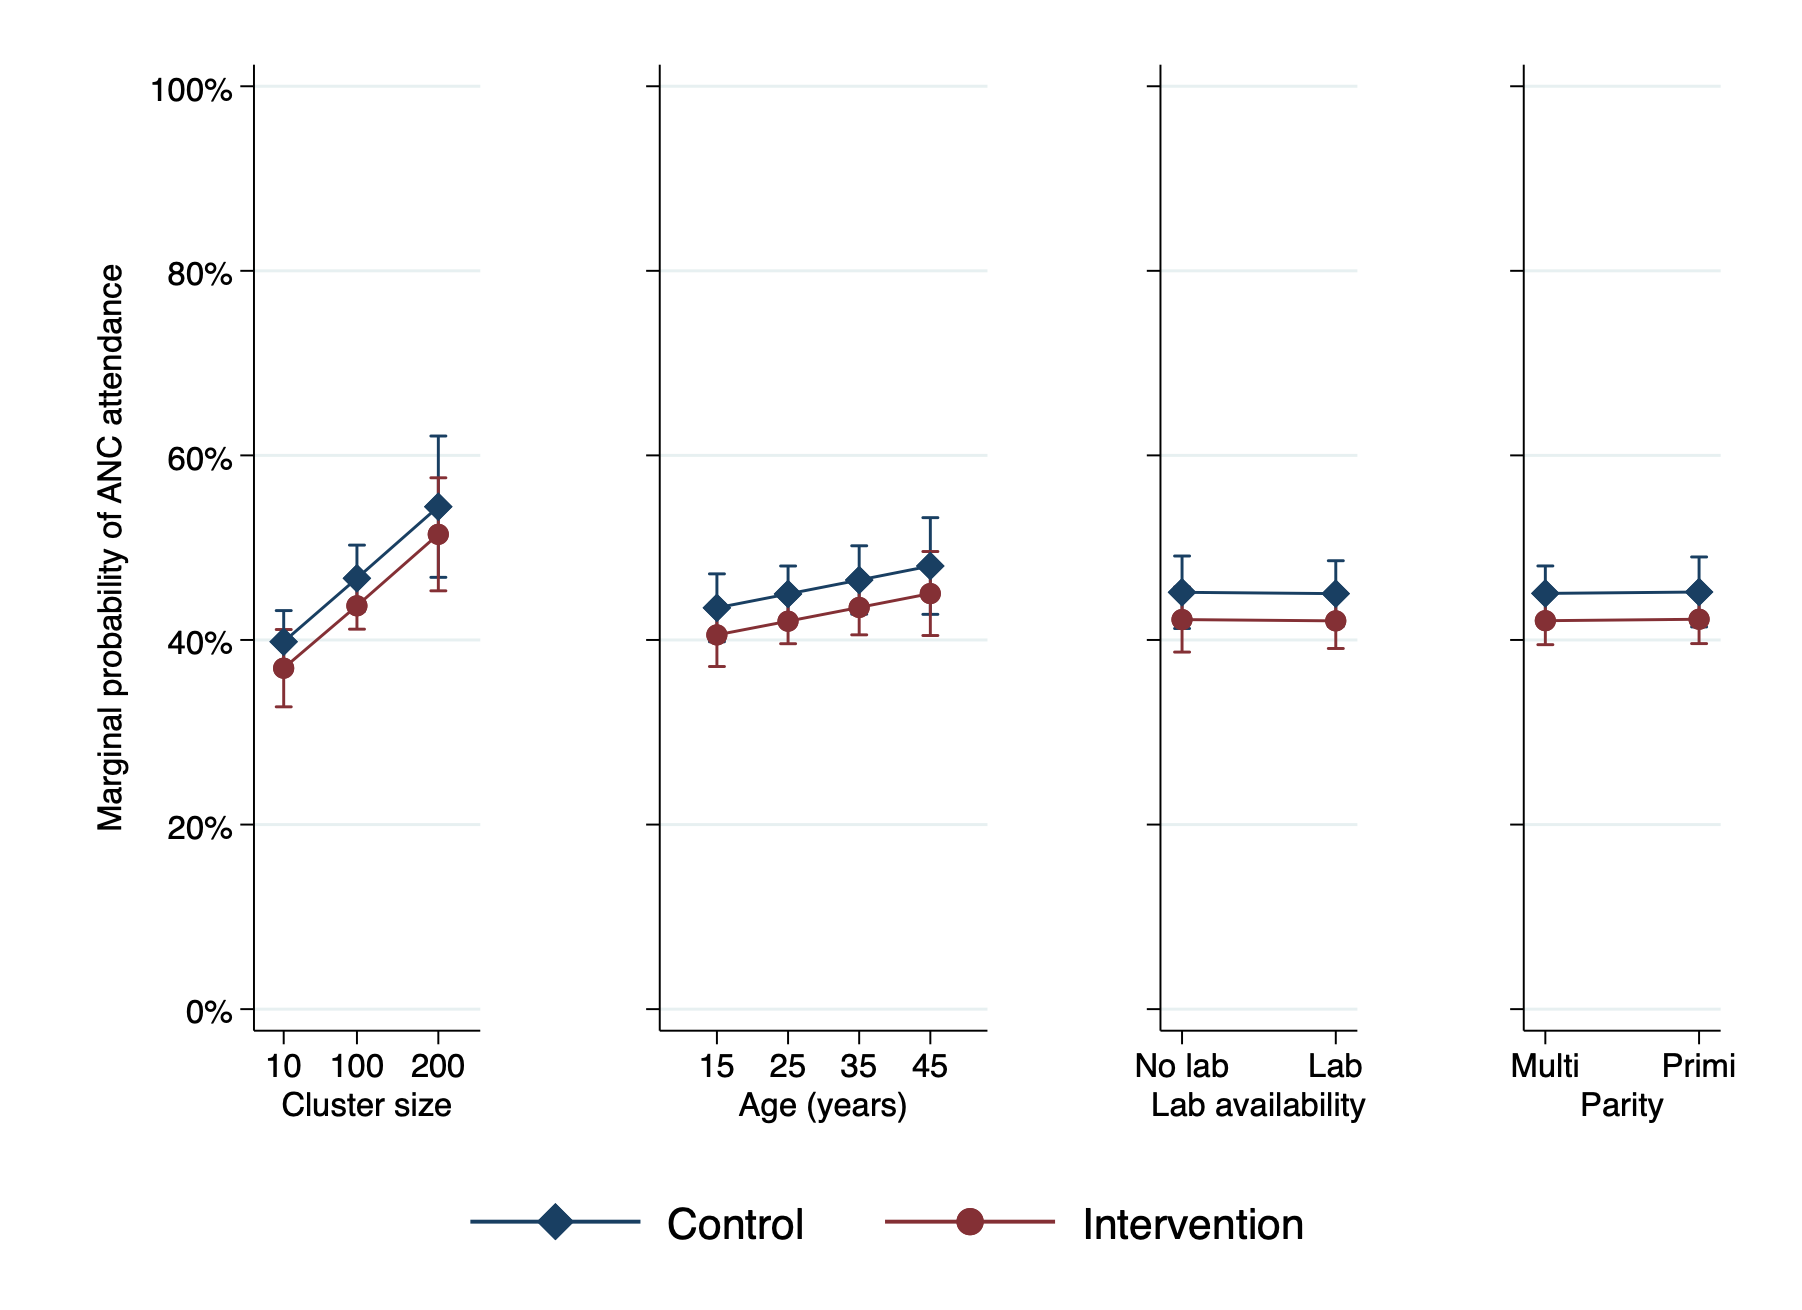 Marginal probability of ANC attendance
100%
80%
60%
40%
20%
0%
10 100 200
Cluster size
15 25 35 45
Age (years)
No lab Lab
Lab availability
Multi Primi
Parity
Control Intervention